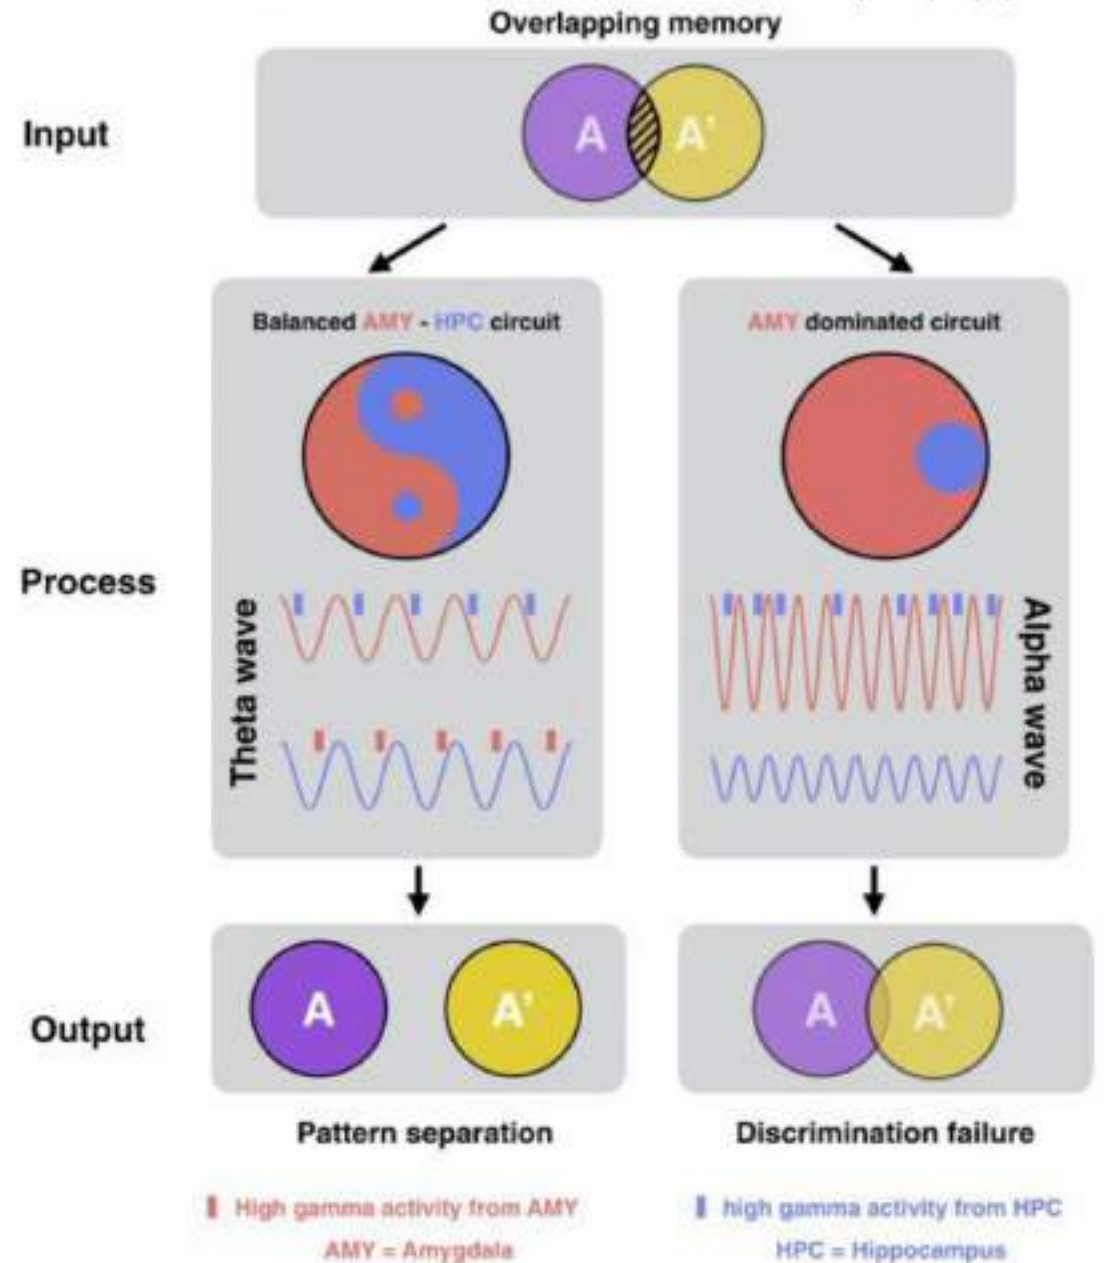 Overlapping memory
Input
A A'
Balanced AMY - HPC circuit
AMY dominated circuit
Process
Theta wave
Alpha wave
Output
A A'
A A'
Pattern separation
Discrimination failure
High gamma activity from AMY
high gamma activity from HPC
AMY = Amygdala
HPC = Hippocampus